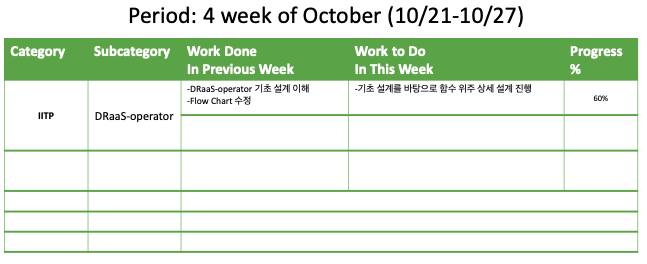 Period: 4 week of October (10/21-10/27)
Category Subcategory Work Done In Previous Week Work to Do In This Week Progress %
IITP DRaaS-operator
-DRaaS-operator 기초 설계 이해
-Flow Chart 수정
-기초 설계를 바탕으로 함수 위주 상세 설계 진행
60%